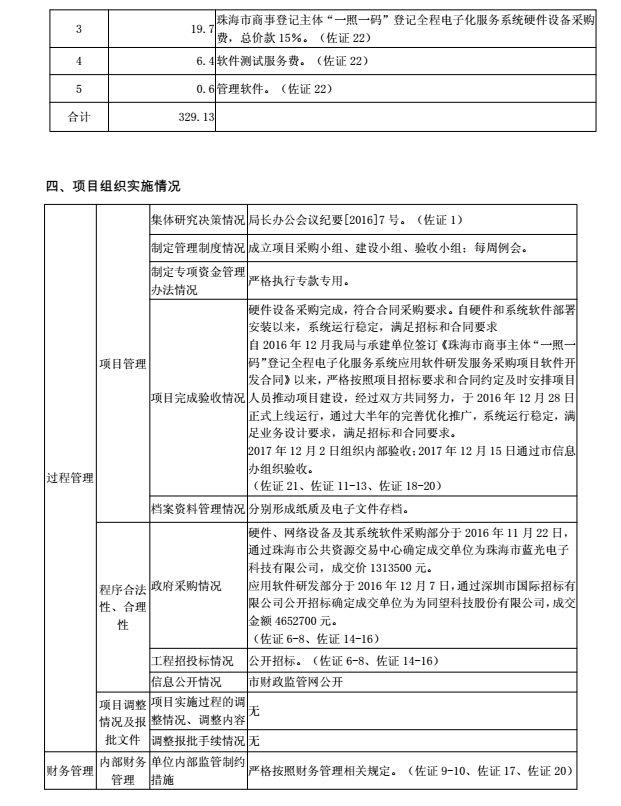 3 19.7 珠海市商事登记主体“一照一码”登记全程电子化服务系统硬件设备采购
费，总价款 15%。（佐证 22）
4 6.4 软件测试服务费。（佐证 22）
5 0.6 管理软件。（佐证 22）
合计 329.13
四、项目组织实施情况
过程管理
项目管理
集体研究决策情况 局长办公会议纪要[2016]7 号。（佐证 1）
制定管理制度情况 成立项目采购小组、建设小组、验收小组；每周例会。
制定专项资金管理
办法情况
严格执行专款专用。
项目完成验收情况
硬件设备采购完成，符合合同采购要求。自硬件和系统软件部署
安装以来，系统运行稳定，满足招标和合同要求
自 2016 年 12 月我局与承建单位签订《珠海市商事主体“一照一
码”登记全程电子化服务系统应用软件研发服务采购项目软件开
发合同》以来，严格按照项目招标要求和合同约定及时安排项目
人员推动项目建设，经过双方共同努力，于 2016 年 12 月 28 日
正式上线运行，通过大半年的完善优化推广，系统运行稳定，满
足业务设计要求，满足招标和合同要求。
2017 年 12 月 2 日组织内部验收；2017 年 12 月 15 日通过市信息
办组织验收。
（佐证 21、佐证 11-13、佐证 18-20）
档案资料管理情况 分别形成纸质及电子文件存档。
程序合法
性、合理
性
政府采购情况
硬件、网络设备及其系统软件采购部分于 2016 年 11 月 22 日，
通过珠海市公共资源交易中心确定成交单位为珠海市蓝光电子
科技有限公司，成交价 1313500 元。
应用软件研发部分于 2016 年 12 月 7 日，通过深圳市国际招标有
限公司公开招标确定成交单位为为同望科技股份有限公司，成交
金额 4652700 元。
（佐证 6-8、佐证 14-16）
工程招投标情况 公开招标。（佐证 6-8、佐证 14-16）
信息公开情况 市财政监管网公开
项目调整
情况及报
批文件
项目实施过程的调
整情况、调整内容
无
调整报批手续情况 无
财务管理
内部财务
管理
单位内部监管制约
措施
严格按照财务管理相关规定。（佐证 9-10、佐证 17、佐证 20）